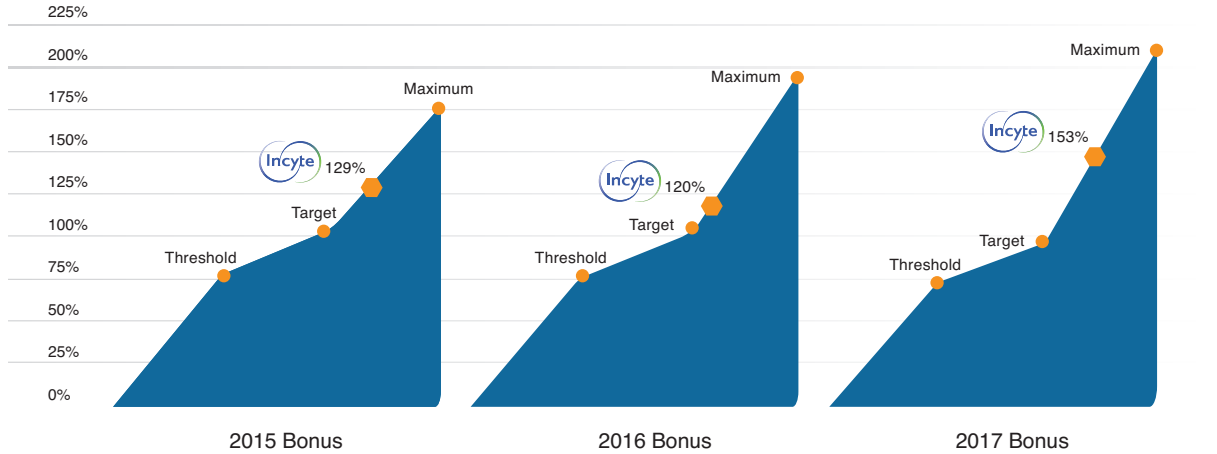 225%
200%
175%
150%
125%
100%
75%
50%
25%
0%
Maximum
Incyte 129%
Target
Threshold
2015 Bonus
Maximum
Incyte 120%
Target
Threshold
2016 Bonus
Maximum
Incyte 153%
Target
Threshold
2017 Bonus